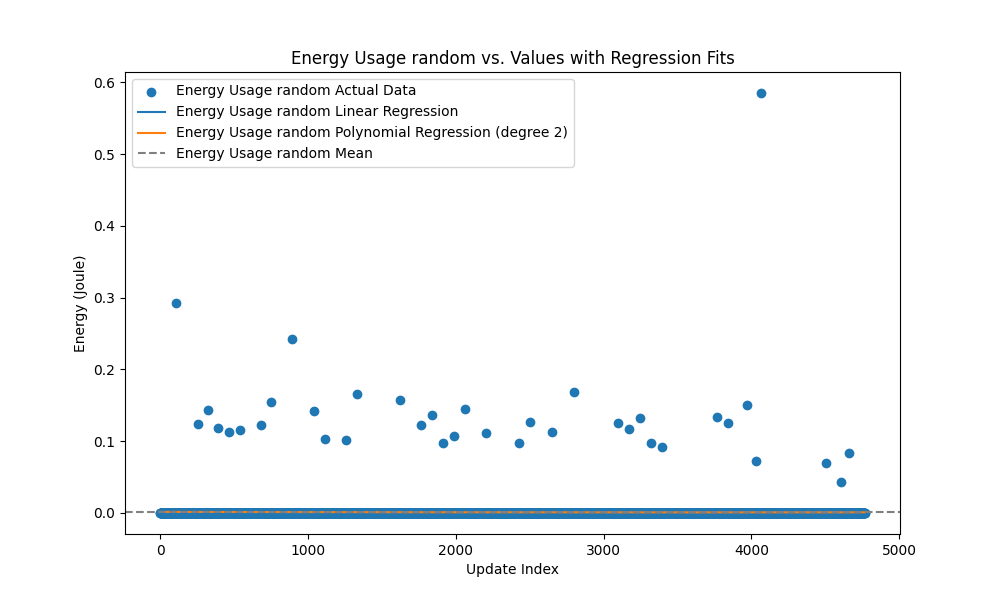 Energy Usage random vs. Values with Regression Fits
Energy Usage random Actual Data
Energy Usage random Linear Regression
Energy Usage random Polynomial Regression (degree 2)
Energy Usage random Mean
Energy (Joule)
0.6
0.5
0.4
0.3
0.2
0.1
0.0
0 1000 2000 3000 4000 5000
Update Index